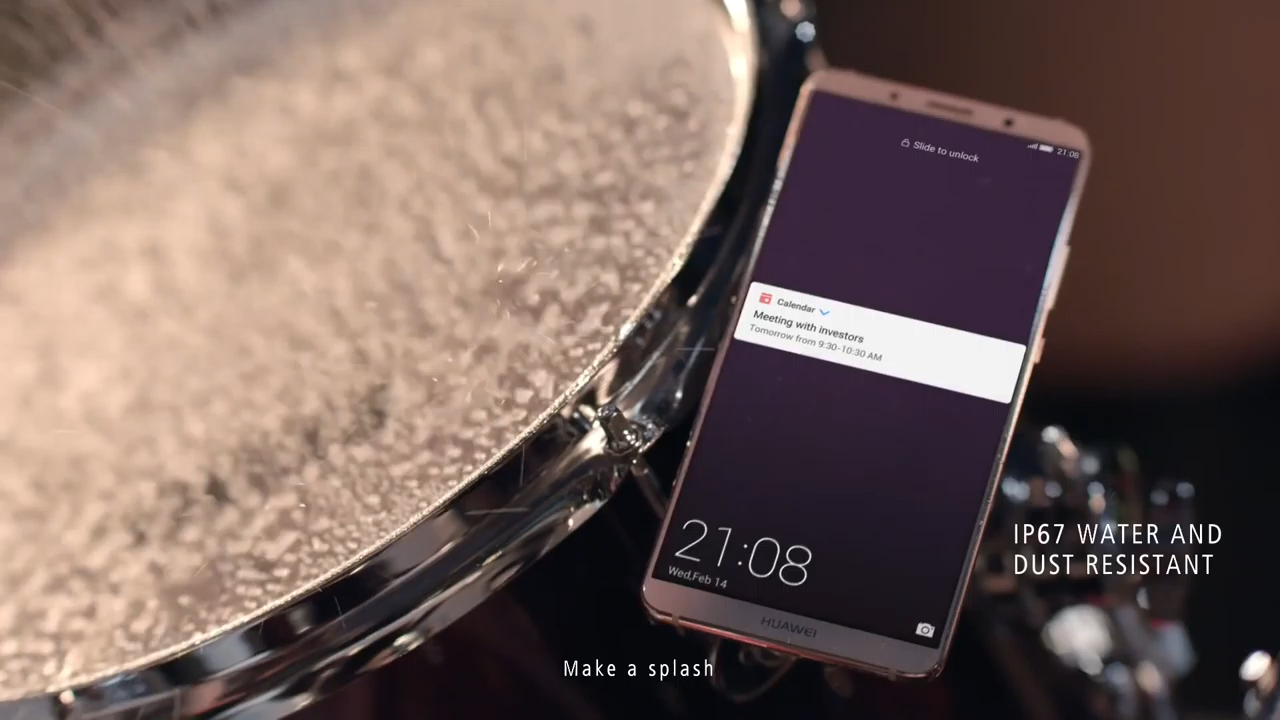 Slide to unlock
21:08
Calendar
Meeting with investors
Tomorrow from 9:30-10:30 AM
21:08
Wed,Feb 14
HUAWEI
IP67 WATER AND
DUST RESISTANT
Make a splash